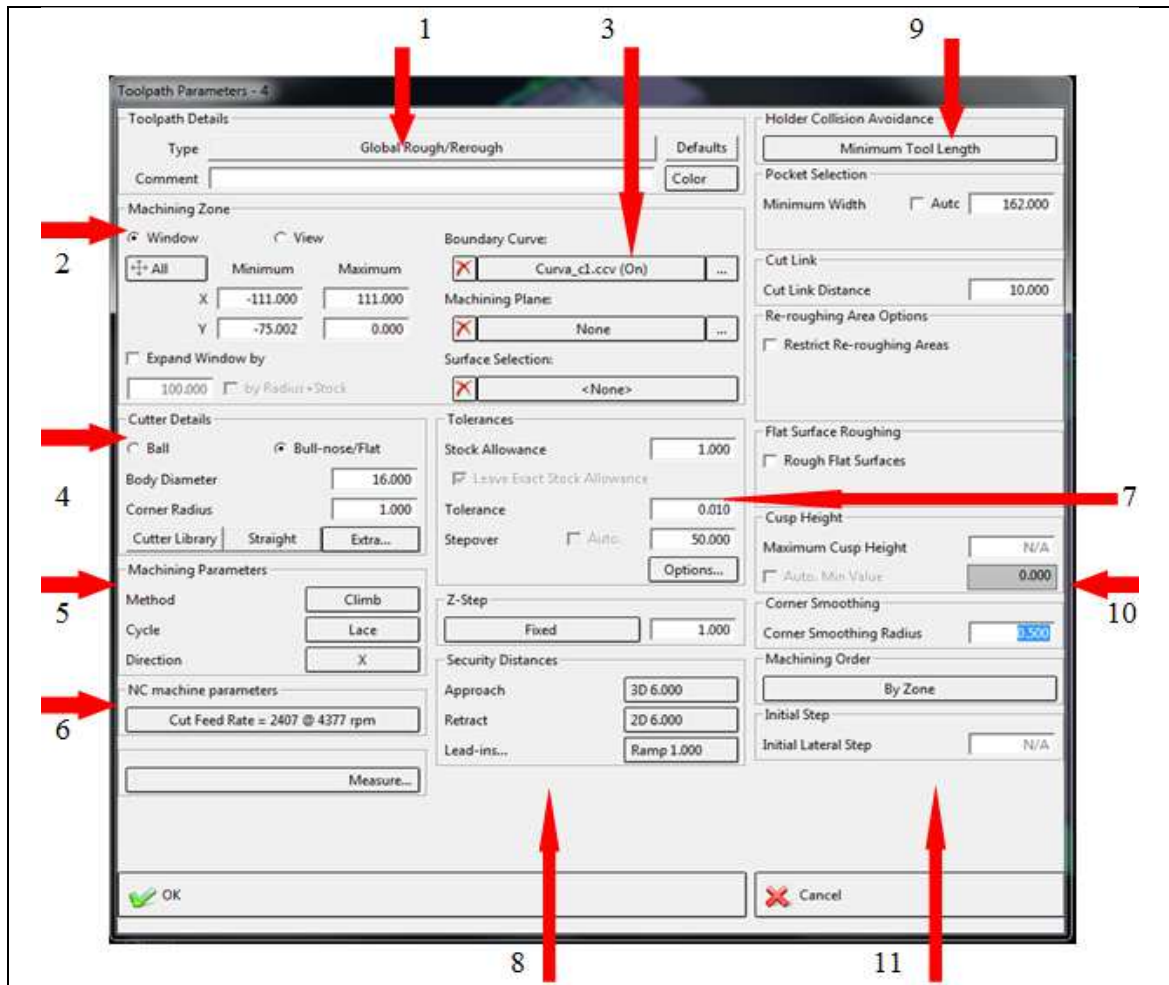 1 3 9
Toolpath Parameters - 4
Toolpath Details
Type Global Rough/Rerough Defaults
Comment Color
Machining Zone
2
Window View
All Minimum Maximum
X -111.000 111.000
Y -75.002 0.000
Expand Window by
100.000 by Radius+Stock
Boundary Curve:
Curva_c1.ccv (On) ...
Machining Plane:
None ...
Surface Selection:
<None>
Cutter Details
4
Ball Bull-nose/Flat
Body Diameter 16.000
Corner Radius 1.000
Cutter Library Straight Extra...
Machining Parameters
5
Method Climb
Cycle Lace
Direction X
NC machine parameters
6
Cut Feed Rate = 2407 @ 4377 rpm
Measure...
Tolerances
Stock Allowance 1.000
Leave Exact Stock Allowance
Tolerance 0.010
7
Stepover Auto. 50.000
Options...
Z-Step
Fixed 1.000
Security Distances
Approach 3D 6.000
Retract 2D 6.000
Lead-ins... Ramp 1.000
Holder Collision Avoidance
Minimum Tool Length
Pocket Selection
Minimum Width Autc 162.000
Cut Link
Cut Link Distance 10.000
Re-roughing Area Options
Restrict Re-roughing Areas
Flat Surface Roughing
Rough Flat Surfaces
Cusp Height
Maximum Cusp Height N/A
Auto. Min Value 0.000
10
Corner Smoothing
Corner Smoothing Radius 0.500
Machining Order
By Zone
Initial Step
Initial Lateral Step N/A
OK Cancel
8 11